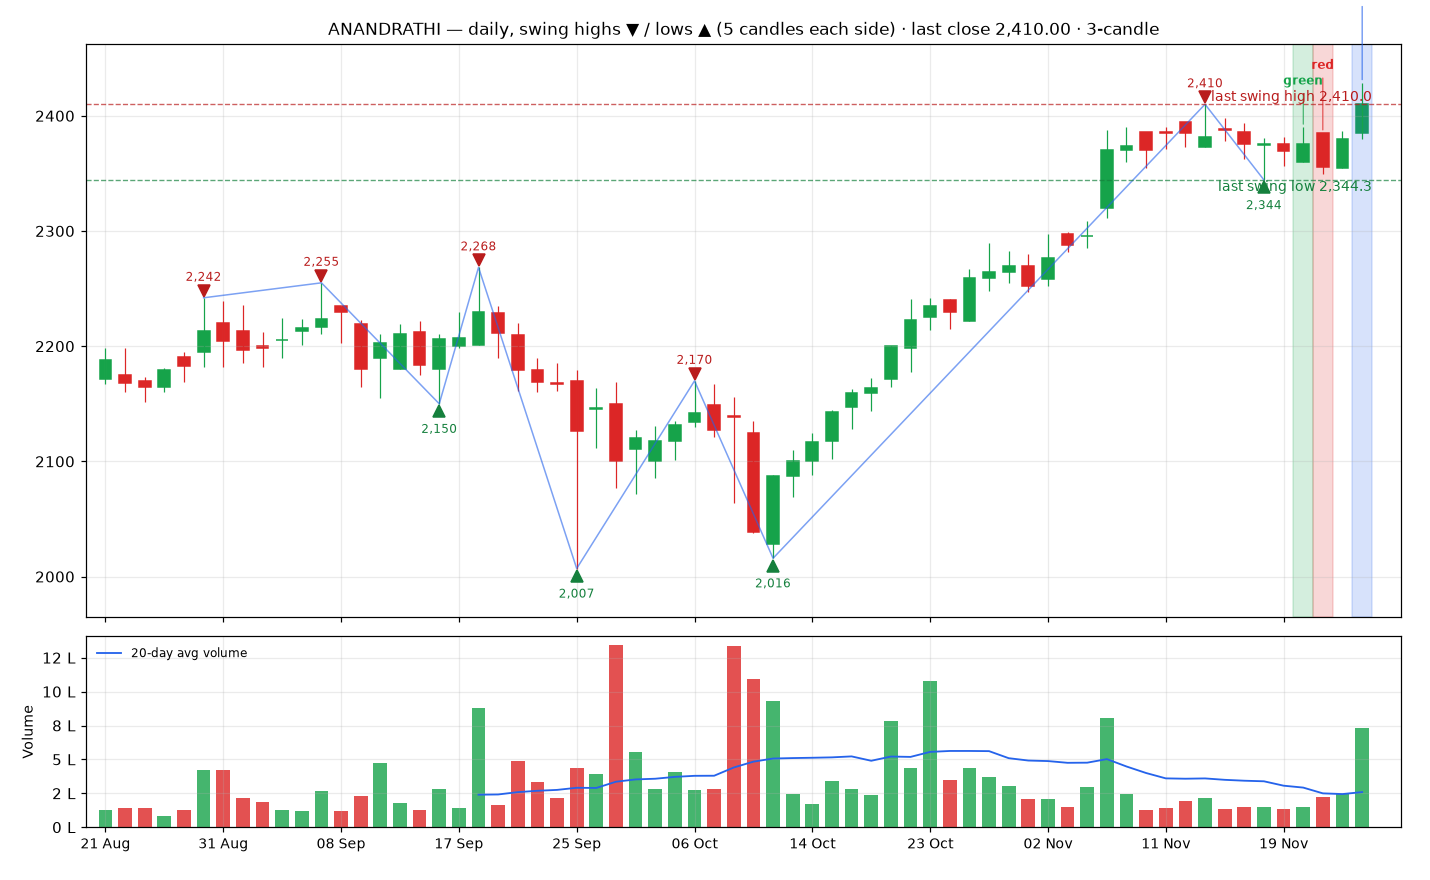 ANANDRATHI — daily, swing highs ▼ / lows ▲ (5 candles each side) · last close 2,410.00 · 3-candle
red
green
2,410
last swing high 2,410.0
2400
last swing low 2,344.3
2,344
2300
2,268
2,255
2,242
2200
2,170
2,150
2100
2000
2,007
2,016
20-day avg volume
Volume
12 L
10 L
8 L
5 L
2 L
0 L
21 Aug
31 Aug
08 Sep
17 Sep
25 Sep
06 Oct
14 Oct
23 Oct
02 Nov
11 Nov
19 Nov